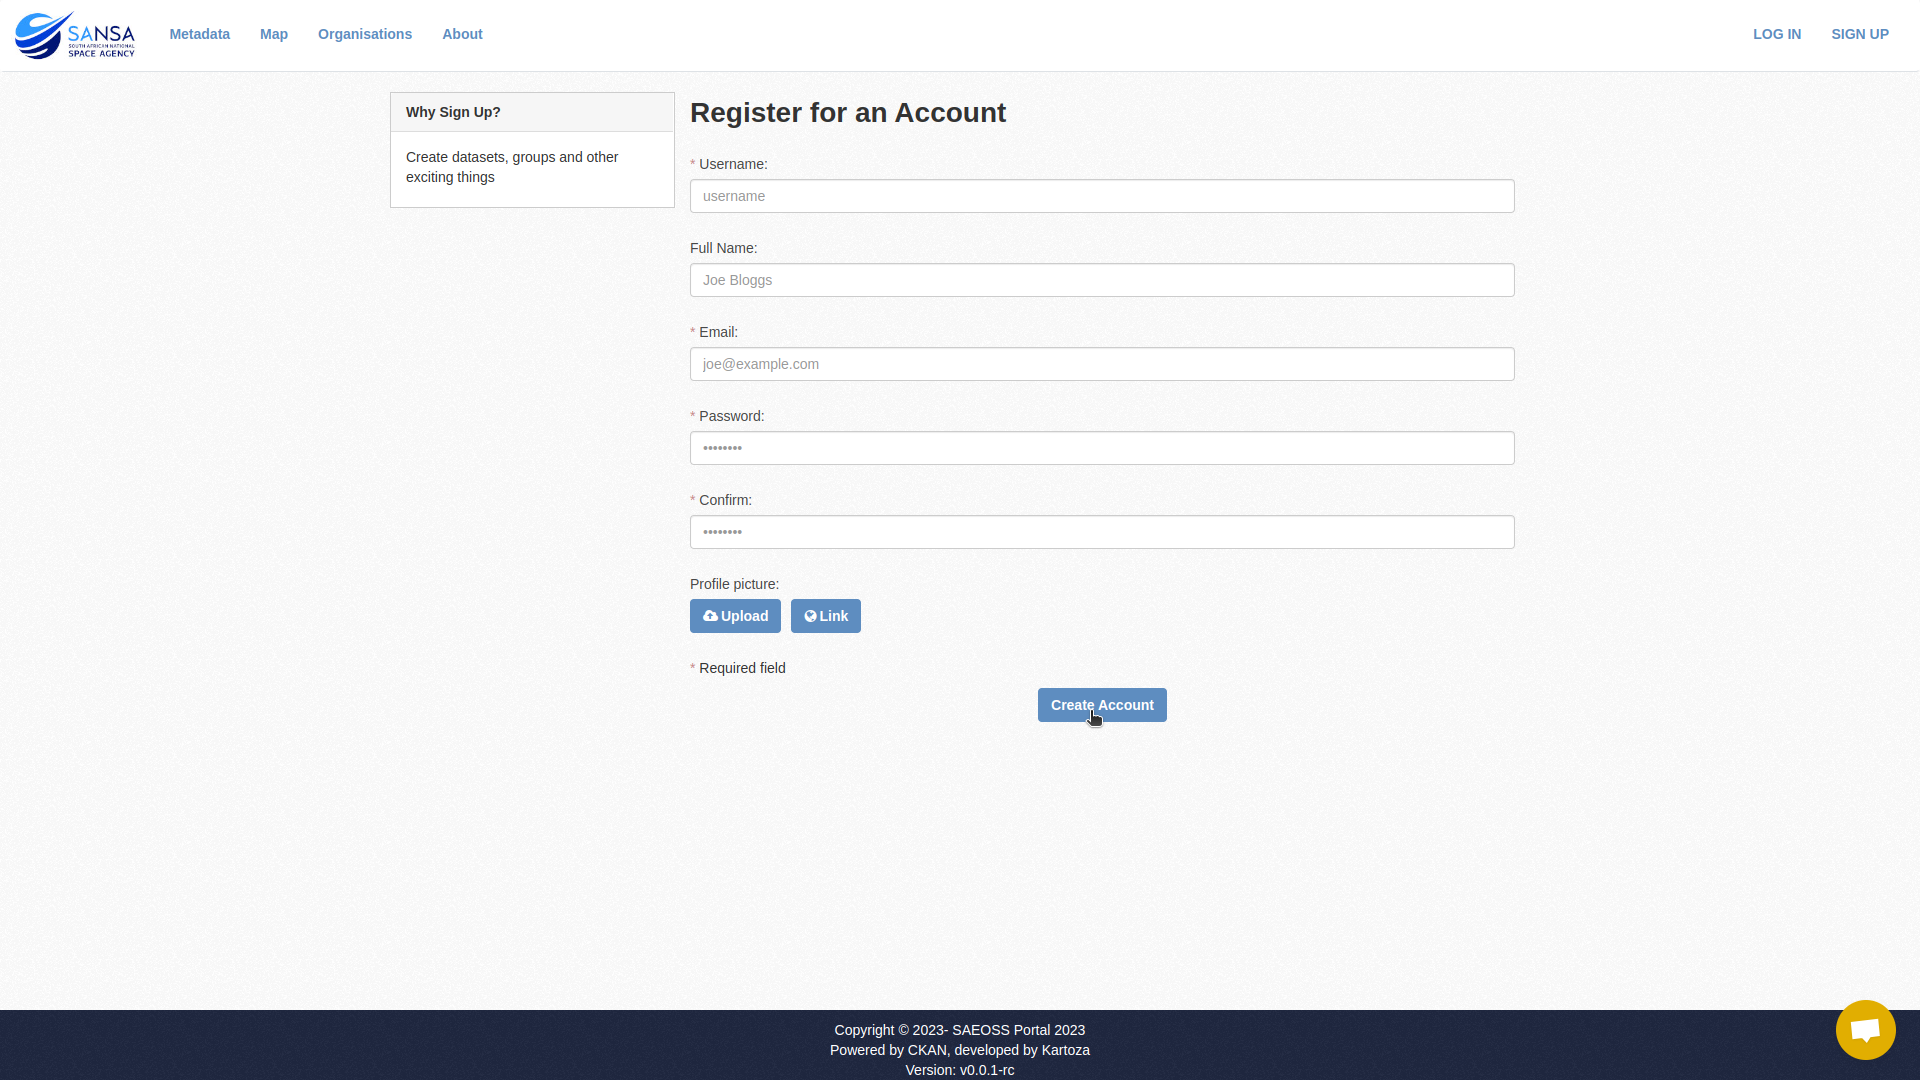 SANSA
SOUTH AFRICAN NATIONAL
SPACE AGENCY
Metadata
Map
Organisations
About
LOG IN
SIGN UP
Why Sign Up?
Create datasets, groups and other
exciting things
Register for an Account
* Username:
username
Full Name:
Joe Bloggs
* Email:
joe@example.com
* Password:
••••••••
* Confirm:
••••••••
Profile picture:
Upload
Link
* Required field
Create Account
Copyright © 2023- SAEOSS Portal 2023
Powered by CKAN, developed by Kartoza
Version: v0.0.1-rc